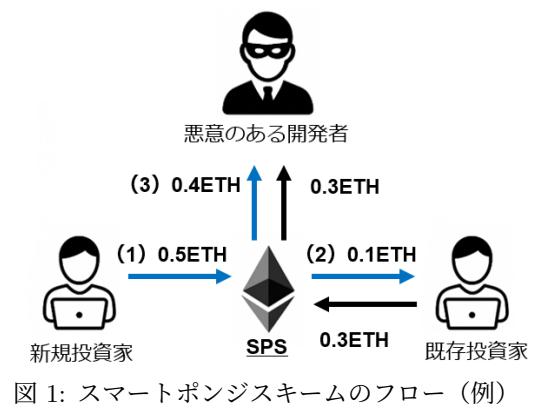 悪意のある開発者
（3）0.4ETH
0.3ETH
（1）0.5ETH
（2）0.1ETH
新規投資家
SPS
0.3ETH
既存投資家
図 1: スマートポンジスキームのフロー（例）